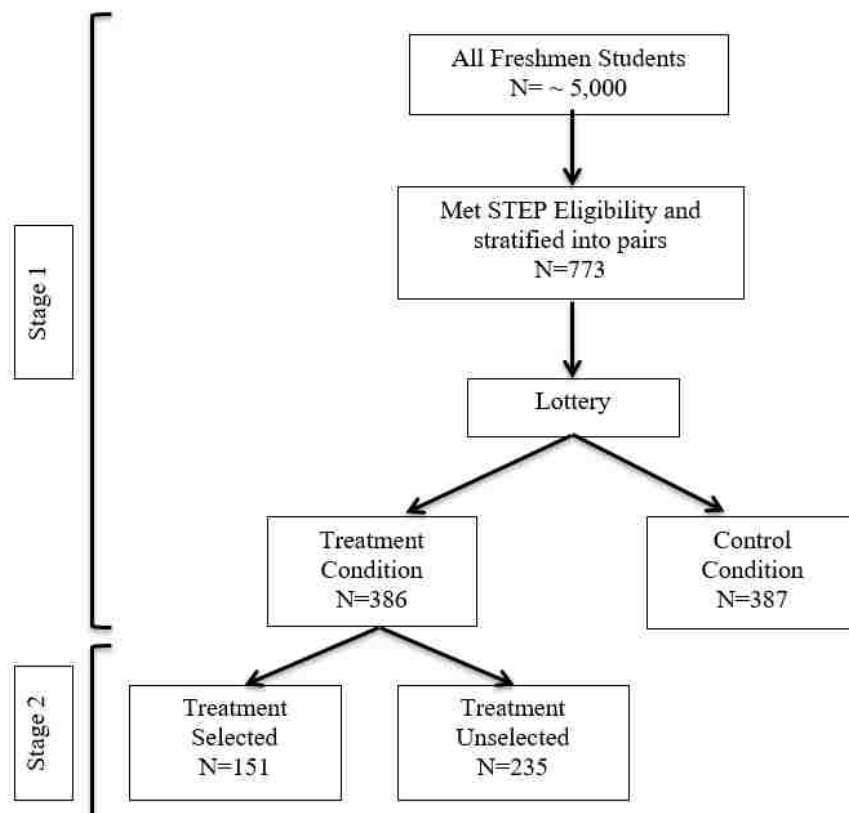 All Freshmen Students
N= ~ 5,000
Met STEP Eligibility and
stratified into pairs
N=773
Stage 1
Lottery
Treatment
Condition
N=386
Control
Condition
N=387
Stage 2
Treatment
Selected
N=151
Treatment
Unselected
N=235